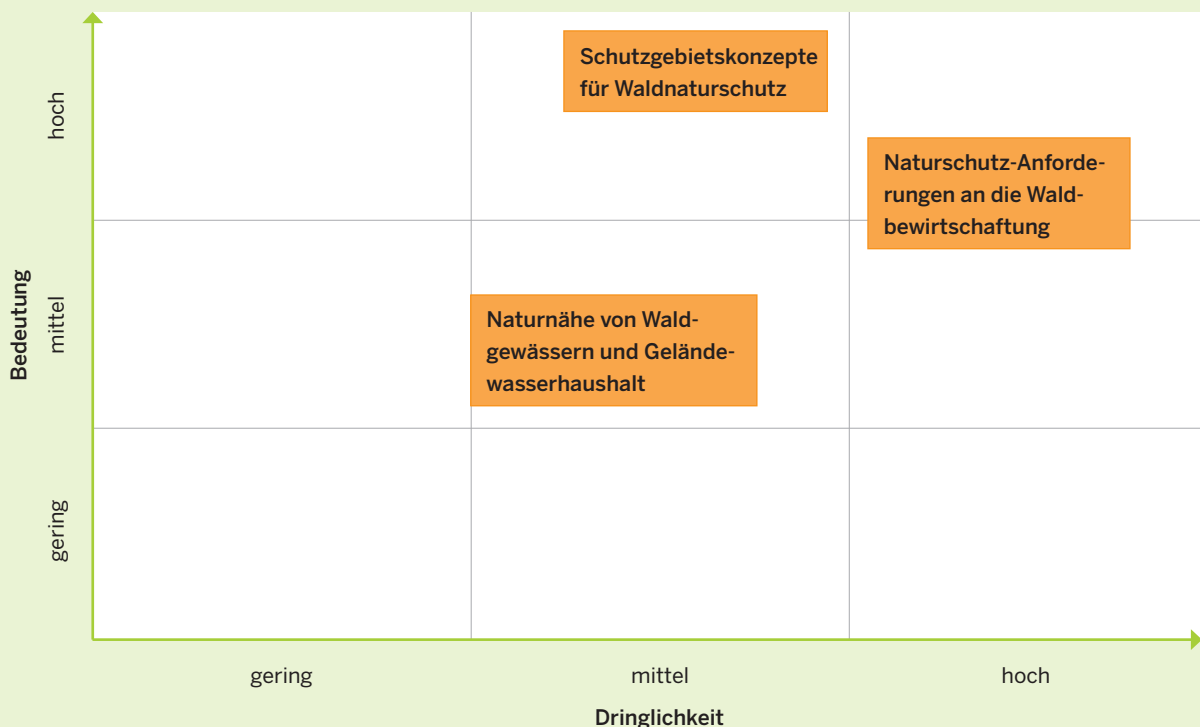 hoch
Schutzgebietskonzepte
für Waldnaturschutz
Naturschutz-Anforde-
rungen an die Wald-
bewirtschaftung
Bedeutung
mittel
Naturnähe von Wald-
gewässern und Gelände-
wasserhaushalt
gering
gering
mittel
hoch
Dringlichkeit